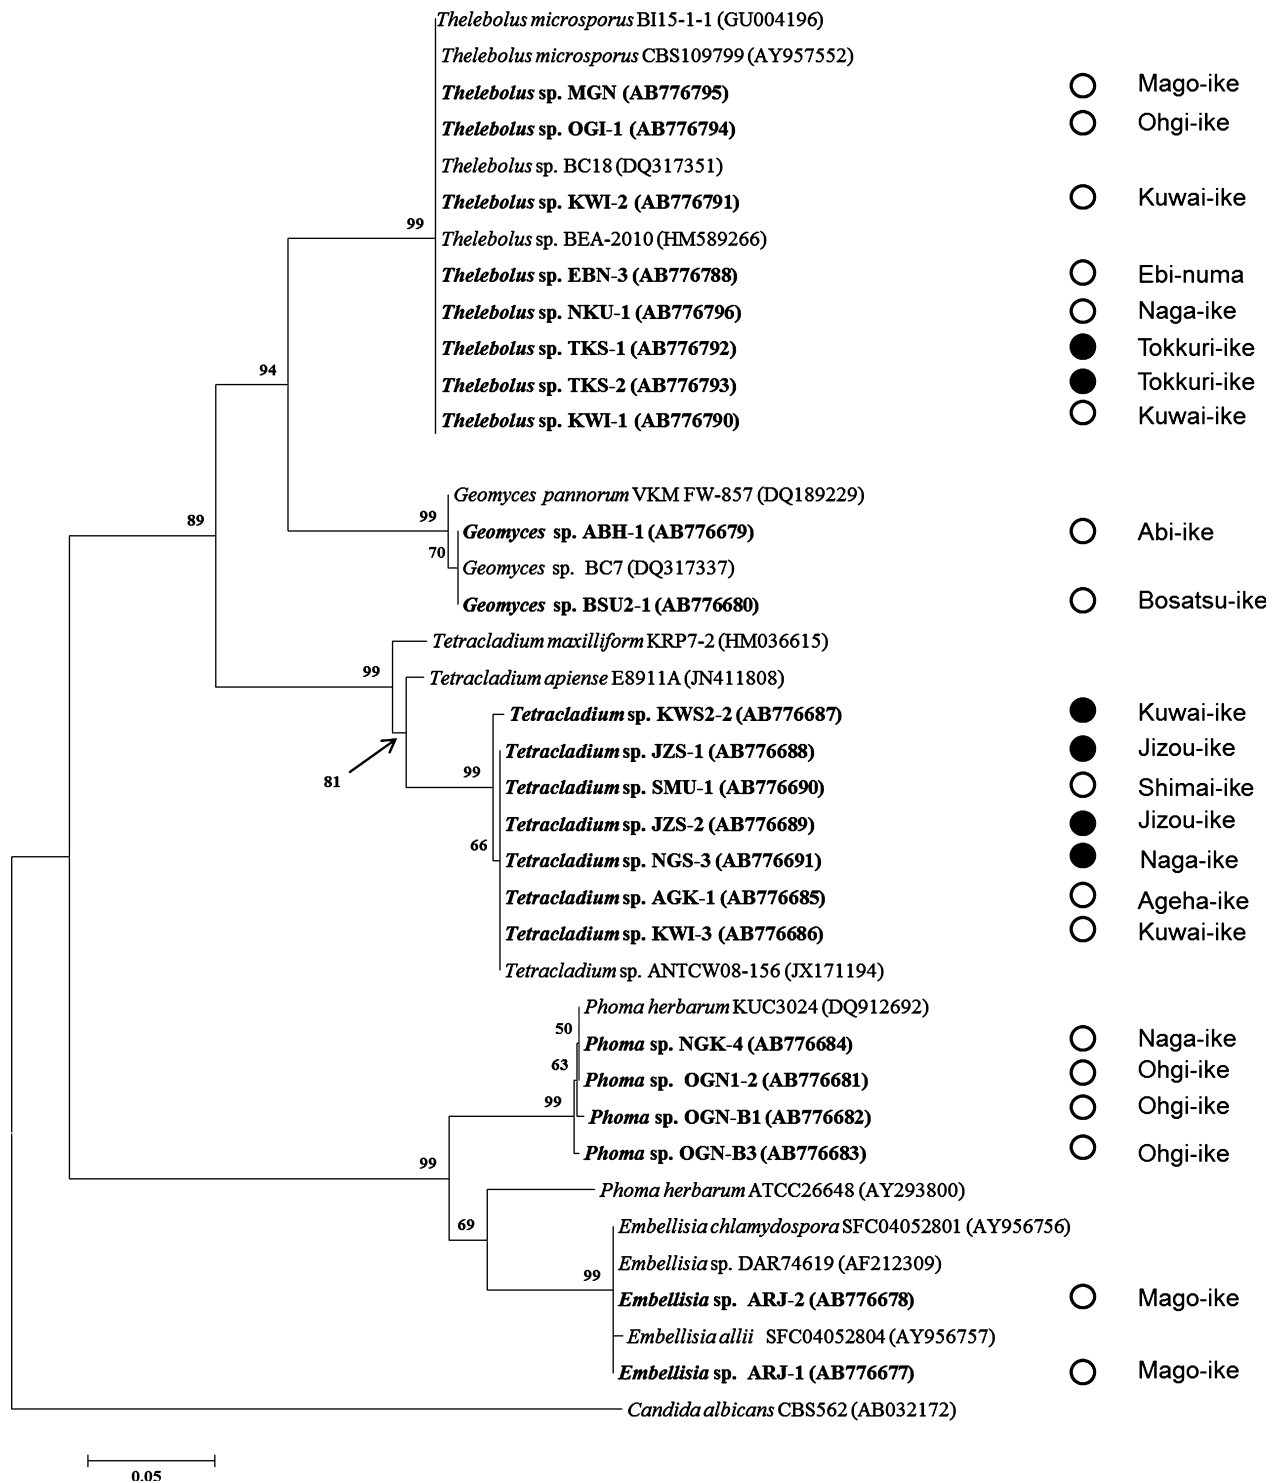 Thelebolus microsporus BI15-1-1 (GU004196)
Thelebolus microsporus CBS109799 (AY957552)
Thelebolus sp. MGN (AB776795) Mago-ike
Thelebolus sp. OGI-1 (AB776794) Ohgi-ike
Thelebolus sp. BC18 (DQ317351)
Thelebolus sp. KWI-2 (AB776791) Kuwai-ike
99
Thelebolus sp. BEA-2010 (HM589266)
Thelebolus sp. EBN-3 (AB776788) Ebi-numa
Thelebolus sp. NKU-1 (AB776796) Naga-ike
Thelebolus sp. TKS-1 (AB776792) Tokkuri-ike
94
Thelebolus sp. TKS-2 (AB776793) Tokkuri-ike
Thelebolus sp. KWI-1 (AB776790) Kuwai-ike
Geomyces pannorum VKM FW-857 (DQ189229)
89
99
Geomyces sp. ABH-1 (AB776679) Abi-ike
70
Geomyces sp. BC7 (DQ317337)
Geomyces sp. BSU2-1 (AB776680) Bosatsu-ike
Tetracladium maxilliform KRP7-2 (HM036615)
99
Tetracladium apiense E8911A (JN411808)
Tetracladium sp. KWS2-2 (AB776687) Kuwai-ike
Tetracladium sp. JZS-1 (AB776688) Jizou-ike
81
99
Tetracladium sp. SMU-1 (AB776690) Shimai-ike
Tetracladium sp. JZS-2 (AB776689) Jizou-ike
66
Tetracladium sp. NGS-3 (AB776691) Naga-ike
Tetracladium sp. AGK-1 (AB776685) Ageha-ike
Tetracladium sp. KWI-3 (AB776686) Kuwai-ike
Tetracladium sp. ANTCW08-156 (JX171194)
Phoma herbarum KUC3024 (DQ912692)
50
Phoma sp. NGK-4 (AB776684) Naga-ike
63
Phoma sp. OGN1-2 (AB776681) Ohgi-ike
99
Phoma sp. OGN-B1 (AB776682) Ohgi-ike
Phoma sp. OGN-B3 (AB776683) Ohgi-ike
99
Phoma herbarum ATCC26648 (AY293800)
69
Embellisia chlamydospora SFC04052801 (AY956756)
Embellisia sp. DAR74619 (AF212309)
99
Embellisia sp. ARJ-2 (AB776678) Mago-ike
Embellisia allii SFC04052804 (AY956757)
Embellisia sp. ARJ-1 (AB776677) Mago-ike
Candida albicans CBS562 (AB032172)
0.05